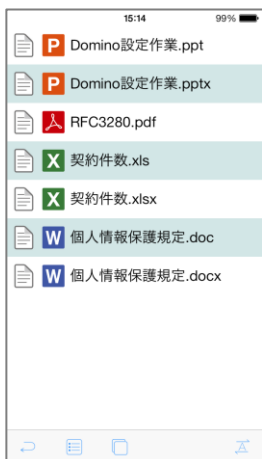 15:14 99%
Domino設定作業.ppt
Domino設定作業.pptx
RFC3280.pdf
契約件数.xls
契約件数.xlsx
個人情報保護規定.doc
個人情報保護規定.docx